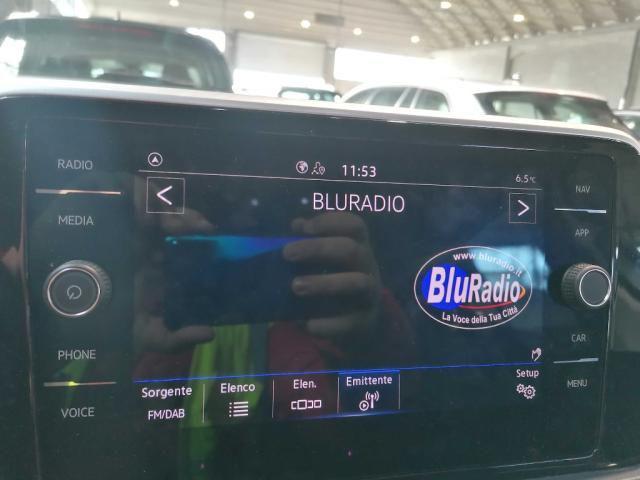 RADIO
MEDIA
PHONE
VOICE
11:53
6.5°C
< BLURADIO >
www.bluradio.it
BluRadio
La Voce della Tua Città
Sorgente
FM/DAB
Elenco
Elen.
Emittente
Setup
NAV
APP
CAR
MENU